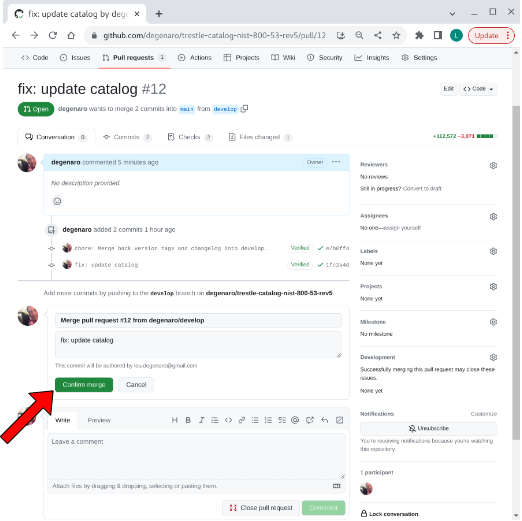 fix: update catalog by dege
github.com/degenaro/trestle-catalog-nist-800-53-rev5/pull/12
L
Update
Code
Issues
Pull requests 1
Actions
Projects
Wiki
Security
Insights
Settings
fix: update catalog #12
Edit
Code
Open
degenaro wants to merge 2 commits into main from develop
Conversation 0
Commits 2
Checks 2
Files changed
+112,572 −3,871
degenaro commented 5 minutes ago
Owner
No description provided.
degenaro added 2 commits 1 hour ago
chore: Merge back version tags and changelog into develop.
Verified
fix: update catalog
Verified
Add more commits by pushing to the develop branch on degenaro/trestle-catalog-nist-800-53-rev5.
Merge pull request #12 from degenaro/develop
fix: update catalog
This commit will be authored by lou.degenaro@gmail.com
Confirm merge
Cancel
Write
Preview
Leave a comment
Attach files by dragging & dropping, selecting or pasting them.
Close pull request
Comment
Reviewers
No reviews
Still in progress? Convert to draft
Assignees
No one—assign yourself
Labels
None yet
Projects
None yet
Milestone
No milestone
Development
Successfully merging this pull request may close these
issues.
None yet
Notifications
Customize
Unsubscribe
You're receiving notifications because you're watching
this repository.
1 participant
Lock conversation